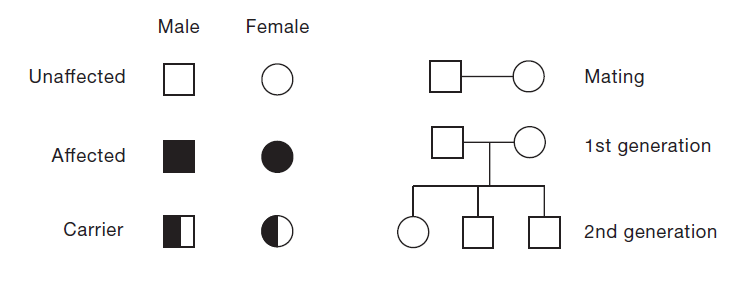 Male Female
Unaffected Mating
Affected 1st generation
Carrier 2nd generation